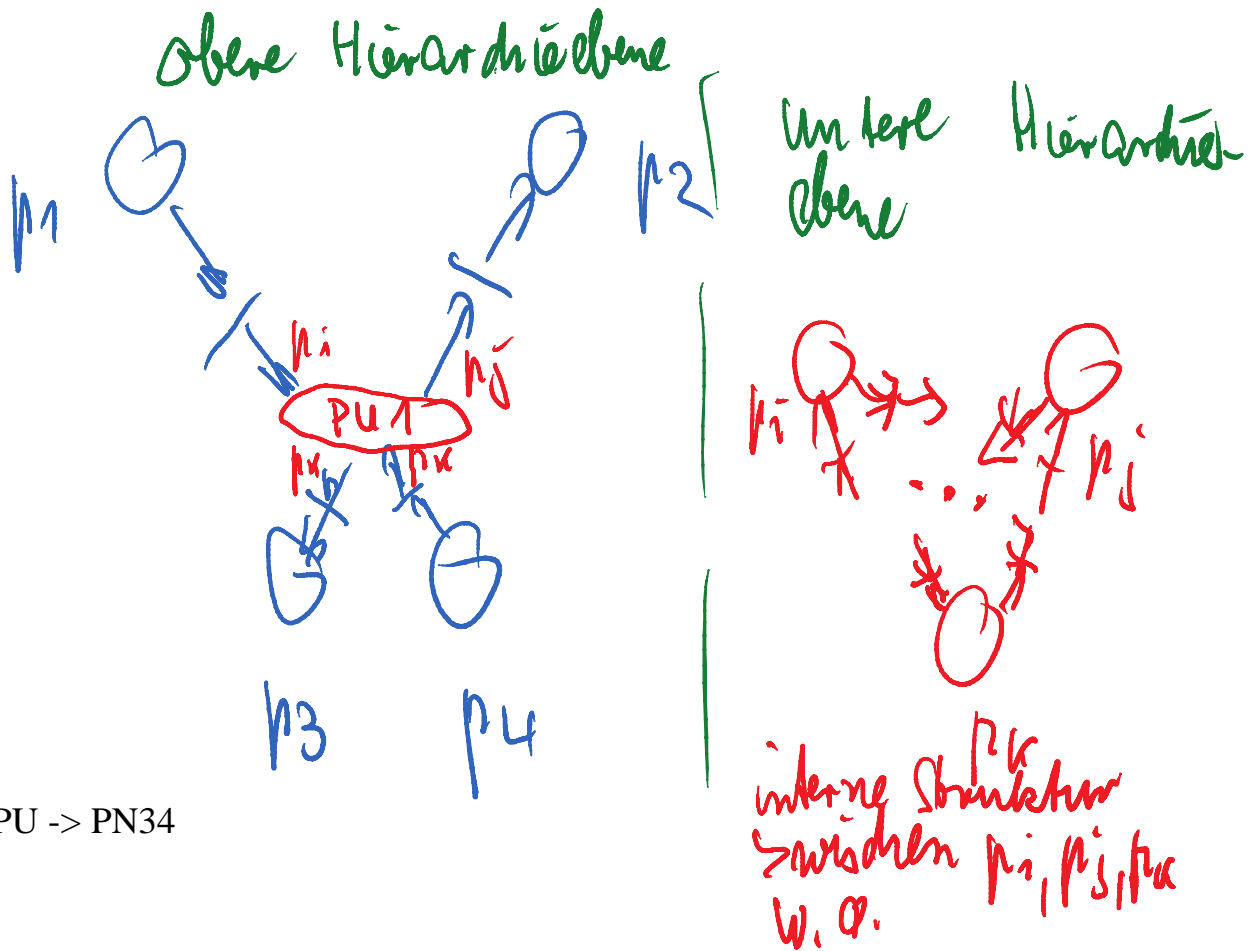 obere Hierarchieebene
untere Hierarchie-
ebene
p1
p2
pi
pj
PU1
pk
pk
pi
pj
p3
p4
pk
interne Struktur
zwischen pi, pj, pk
PU -> PN34